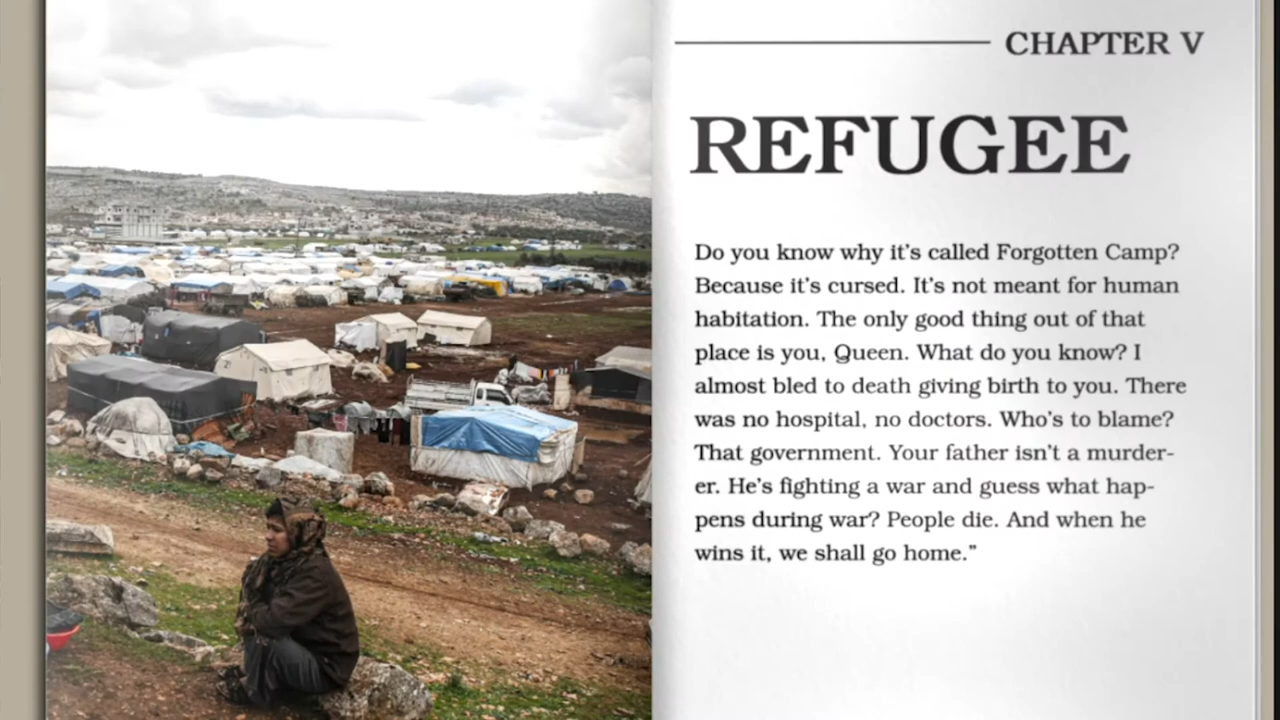 CHAPTER V
REFUGEE
Do you know why it's called Forgotten Camp?
Because it's cursed. It's not meant for human
habitation. The only good thing out of that
place is you, Queen. What do you know? I
almost bled to death giving birth to you. There
was no hospital, no doctors. Who's to blame?
That government. Your father isn't a murder-
er. He's fighting a war and guess what hap-
pens during war? People die. And when he
wins it, we shall go home.”